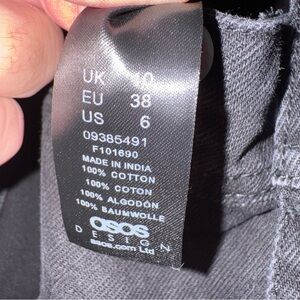 UK 10
EU 38
US 6
09385491
F101690
MADE IN INDIA
100% COTTON
100% COTON
100% ALGODÓN
100% BAUMWOLLE
asos
DESIGN
asos.com Ltd